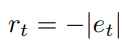 r_t = −|e_t|